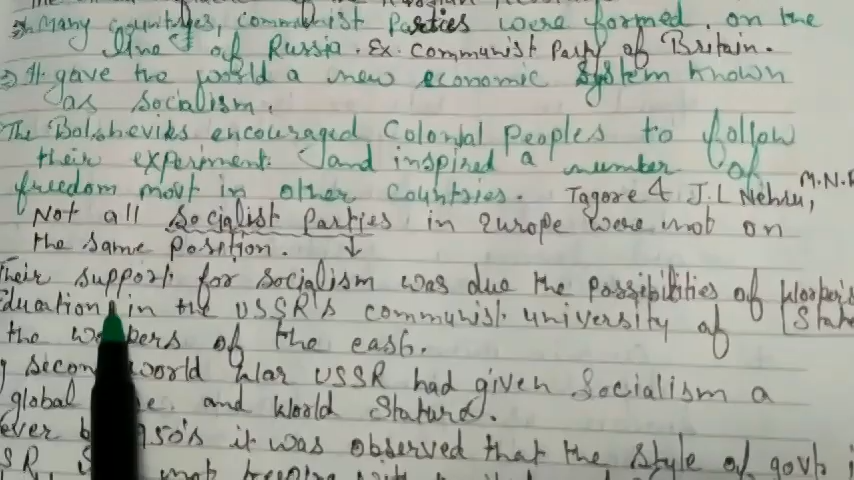 Many countries, communist Parties were formed on the
line of Russia. Ex. Communist Party of Britain.
It gave the world a new economic system known
as Socialism.
The Bolsheviks encouraged Colonial Peoples to follow
their experiment and inspired a number of
freedom movt in other countries. Tagore & J.L Nehru, M.N.R
Not all Socialist Parties in Europe were not on
the same position.
Their support for socialism was due the possibilities of Worker's
Education in the USSR's communist university of [State
the workers of the east.
g second world War USSR had given Socialism a
global and World Stature.
ever by 1950's it was observed that the style of govt i
SR